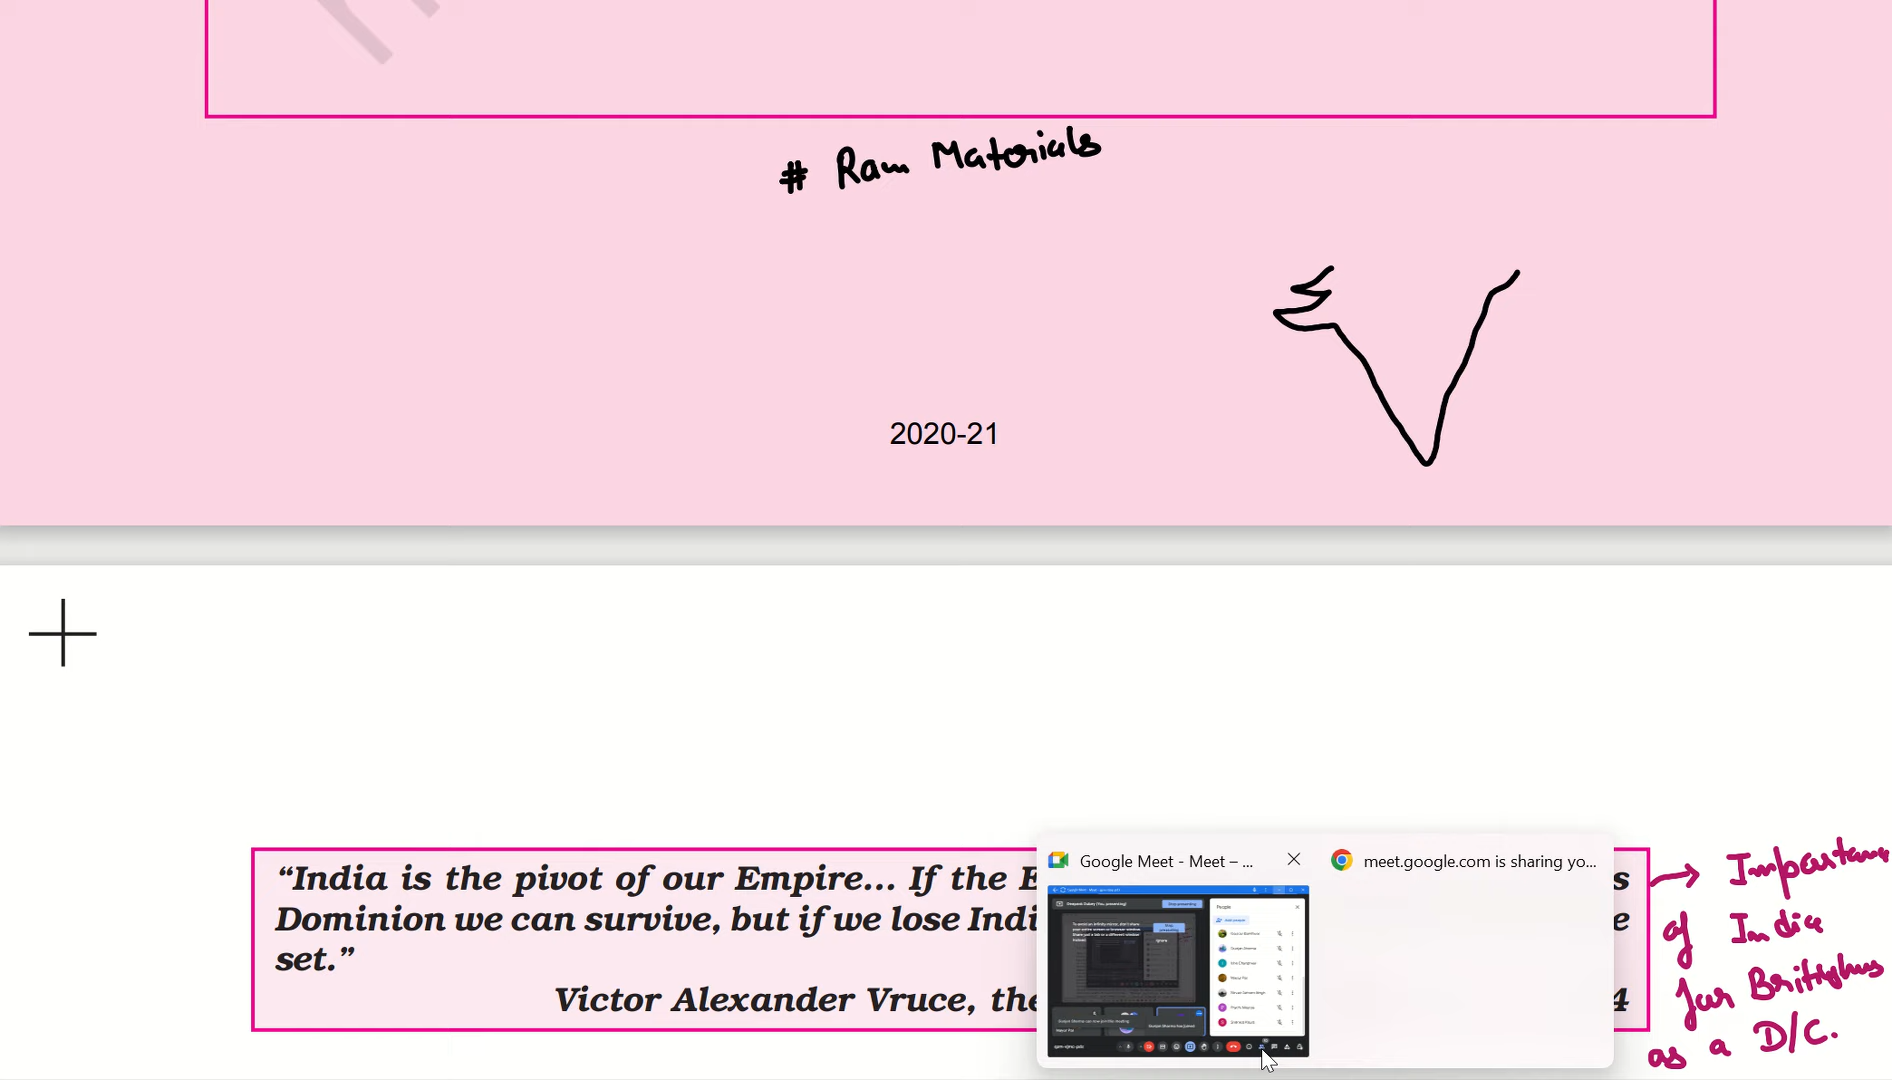 # Raw Materials
2020-21
“India is the pivot of our Empire... If the E
Dominion we can survive, but if we lose Indi
set.”
Victor Alexander Vruce, the
s
e
4
→ Importance
of India
for Britishers
as a D/C.
Google Meet - Meet – ...
meet.google.com is sharing yo...
People